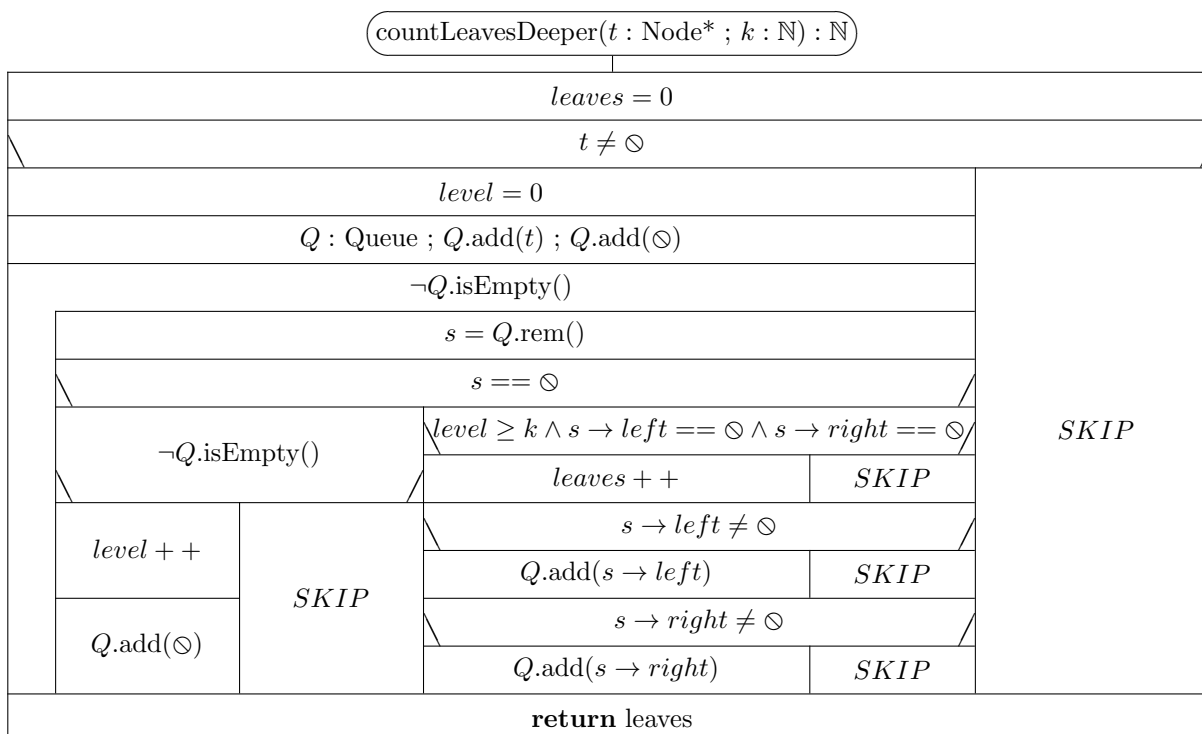 countLeavesDeeper(t : Node* ; k : ℕ) : ℕ
leaves = 0
t ≠ ⦸
level = 0
Q : Queue ; Q.add(t) ; Q.add(⦸)
¬Q.isEmpty()
s = Q.rem()
s == ⦸
¬Q.isEmpty()
level ≥ k ∧ s → left == ⦸ ∧ s → right == ⦸
leaves + +
SKIP
level + +
Q.add(⦸)
SKIP
s → left ≠ ⦸
Q.add(s → left)
SKIP
s → right ≠ ⦸
Q.add(s → right)
SKIP
SKIP
return leaves